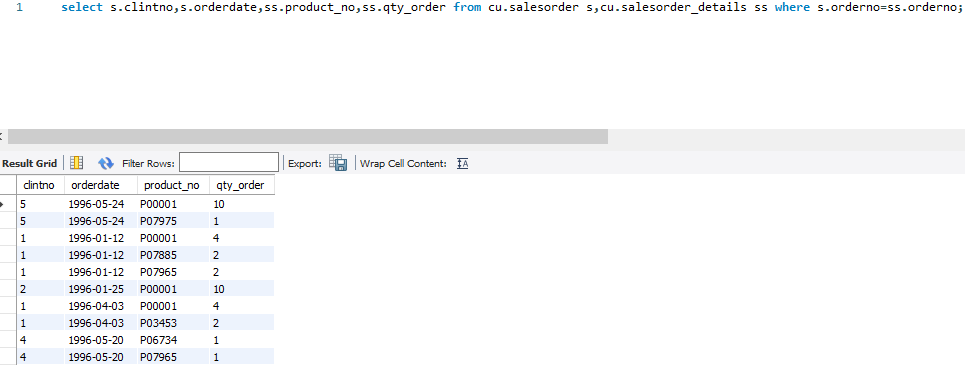 1 select s.clintno,s.orderdate,ss.product_no,ss.qty_order from cu.salesorder s,cu.salesorder_details ss where s.orderno=ss.orderno;
Result Grid Filter Rows: Export: Wrap Cell Content:
clintno orderdate product_no qty_order
5 1996-05-24 P00001 10
5 1996-05-24 P07975 1
1 1996-01-12 P00001 4
1 1996-01-12 P07885 2
1 1996-01-12 P07965 2
2 1996-01-25 P00001 10
1 1996-04-03 P00001 4
1 1996-04-03 P03453 2
4 1996-05-20 P06734 1
4 1996-05-20 P07965 1